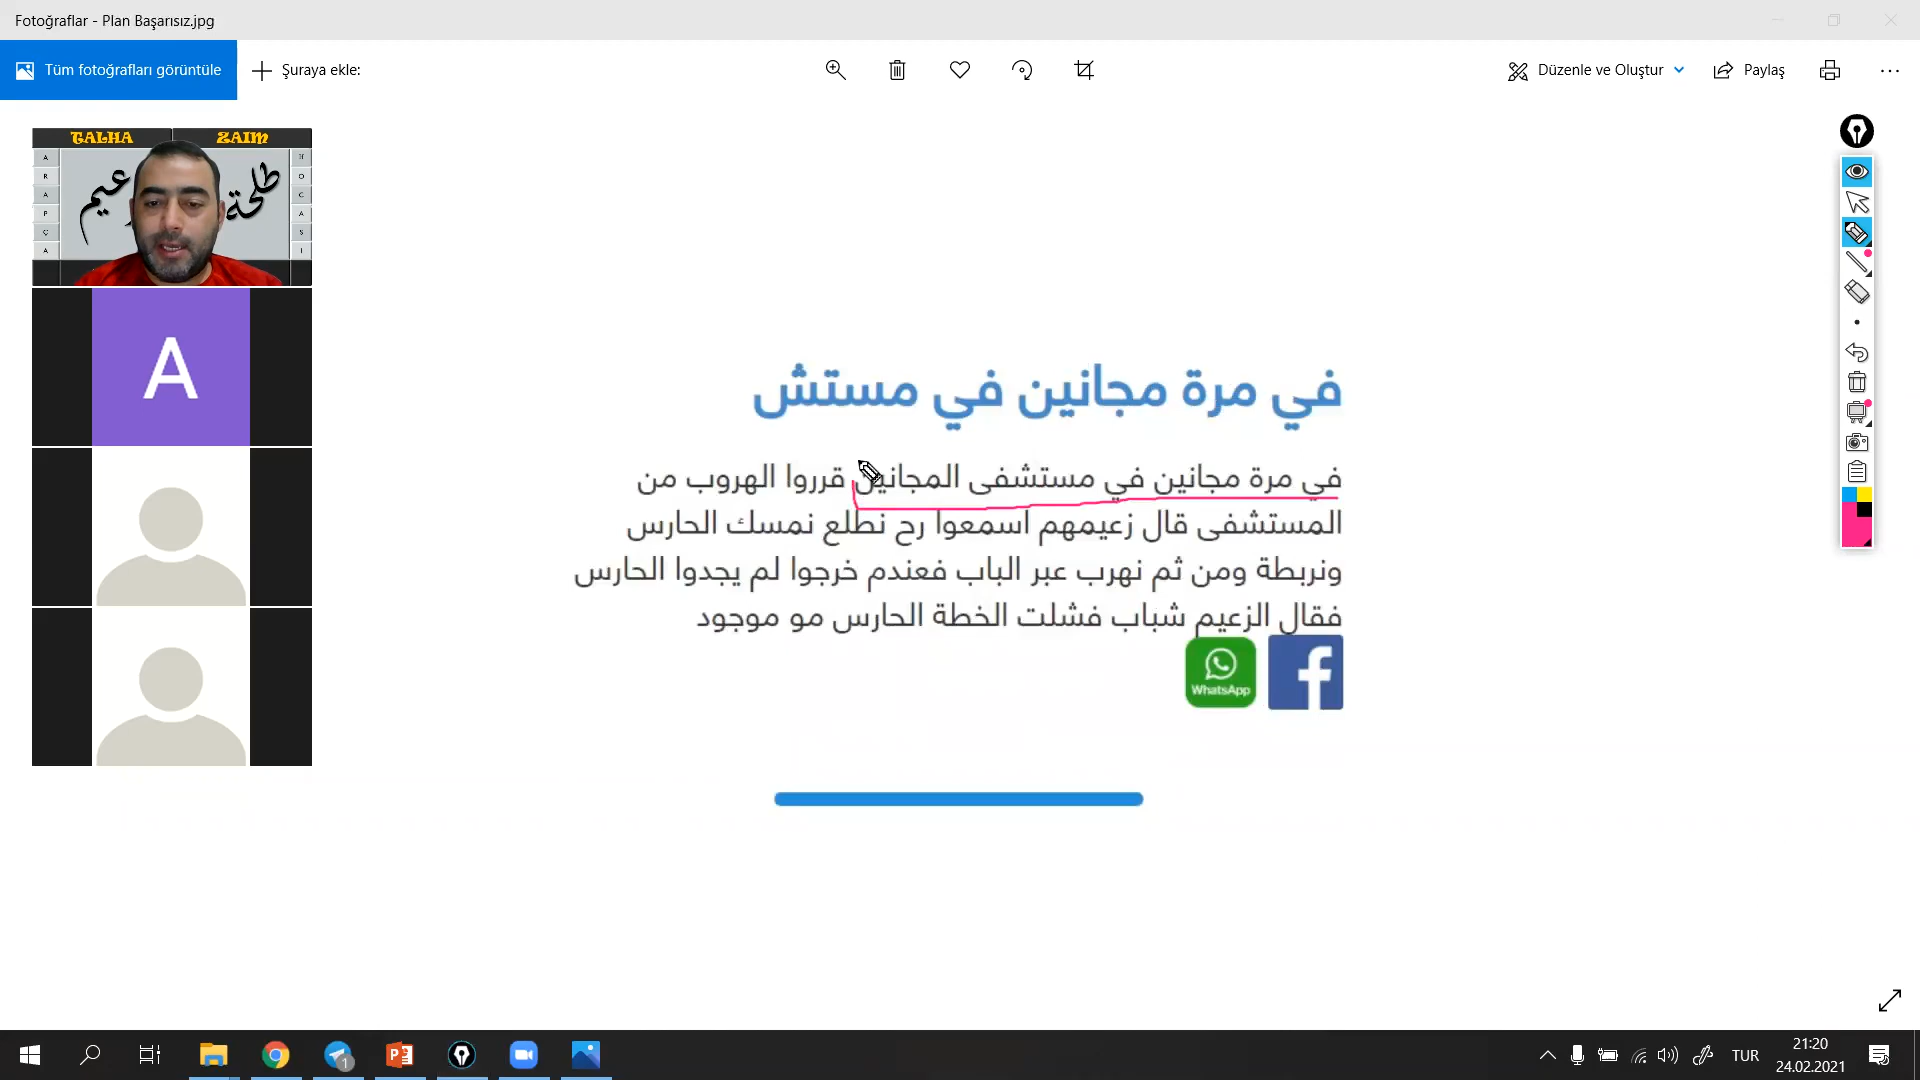 Fotoğraflar - Plan Başarısız.jpg
Tüm fotoğrafları görüntüle
Şuraya ekle:
Düzenle ve Oluştur
Paylaş
TALHA ZAIM
A R A P Ç A
H O C A S I
طلحة
زعيم
A
في مرة مجانين في مستش
في مرة مجانين في مستشفى المجانين قرروا الهروب من
المستشفى قال زعيمهم اسمعوا رح نطلع نمسك الحارس
ونربطة ومن ثم نهرب عبر الباب فعندم خرجوا لم يجدوا الحارس
فقال الزعيم شباب فشلت الخطة الحارس مو موجود
WhatsApp
f
1
TUR
21:20
24.02.2021